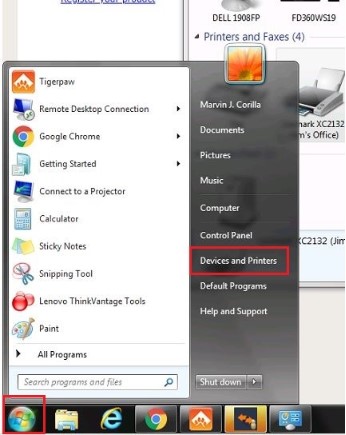 Register your product
DELL 1908FP
FD360WS19
Printers and Faxes (4)
Tigerpaw
Remote Desktop Connection
Google Chrome
Getting Started
Connect to a Projector
Calculator
Sticky Notes
Snipping Tool
Lenovo ThinkVantage Tools
Paint
All Programs
Search programs and files
Marvin J. Corilla
Documents
Pictures
Music
Computer
Control Panel
Devices and Printers
Default Programs
Help and Support
Shut down
mark XC2132
m's Office)
XC2132 (Jim